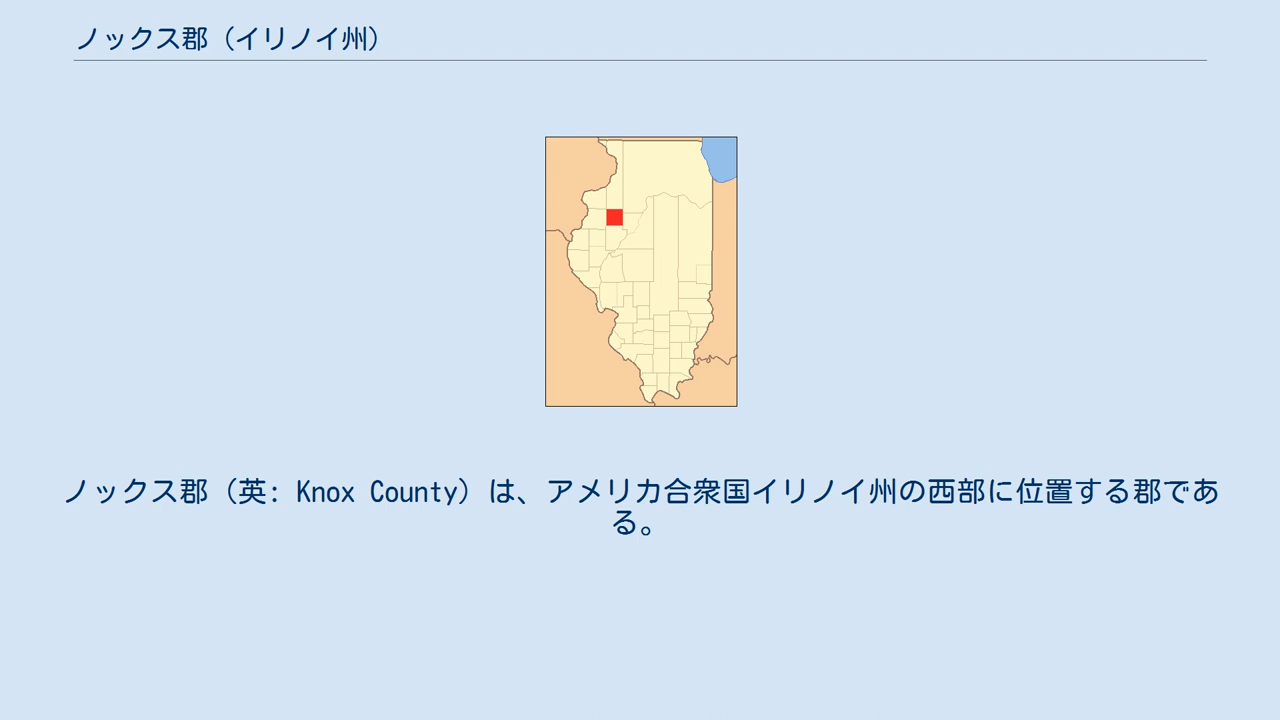 ノックス郡（イリノイ州）
ノックス郡（英: Knox County）は、アメリカ合衆国イリノイ州の西部に位置する郡であ
る。